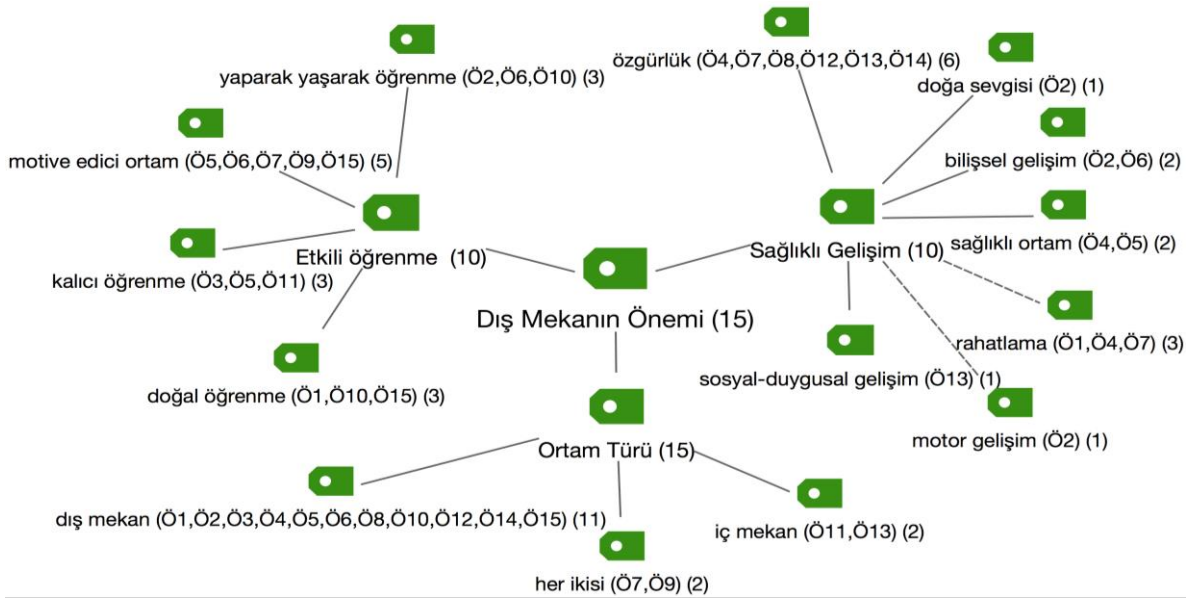 özgürlük (Ö4,Ö7,Ö8,Ö12,Ö13,Ö14) (6)
yaparak yaşarak öğrenme (Ö2,Ö6,Ö10) (3)
doğa sevgisi (Ö2) (1)
motive edici ortam (Ö5,Ö6,Ö7,Ö9,Ö15) (5)
bilişsel gelişim (Ö2,Ö6) (2)
Etkili öğrenme (10)
Sağlıklı Gelişim (10)
sağlıklı ortam (Ö4,Ö5) (2)
kalıcı öğrenme (Ö3,Ö5,Ö11) (3)
Dış Mekanın Önemi (15)
rahatlama (Ö1,Ö4,Ö7) (3)
sosyal-duygusal gelişim (Ö13) (1)
doğal öğrenme (Ö1,Ö10,Ö15) (3)
motor gelişim (Ö2) (1)
Ortam Türü (15)
dış mekan (Ö1,Ö2,Ö3,Ö4,Ö5,Ö6,Ö8,Ö10,Ö12,Ö14,Ö15) (11)
iç mekan (Ö11,Ö13) (2)
her ikisi (Ö7,Ö9) (2)